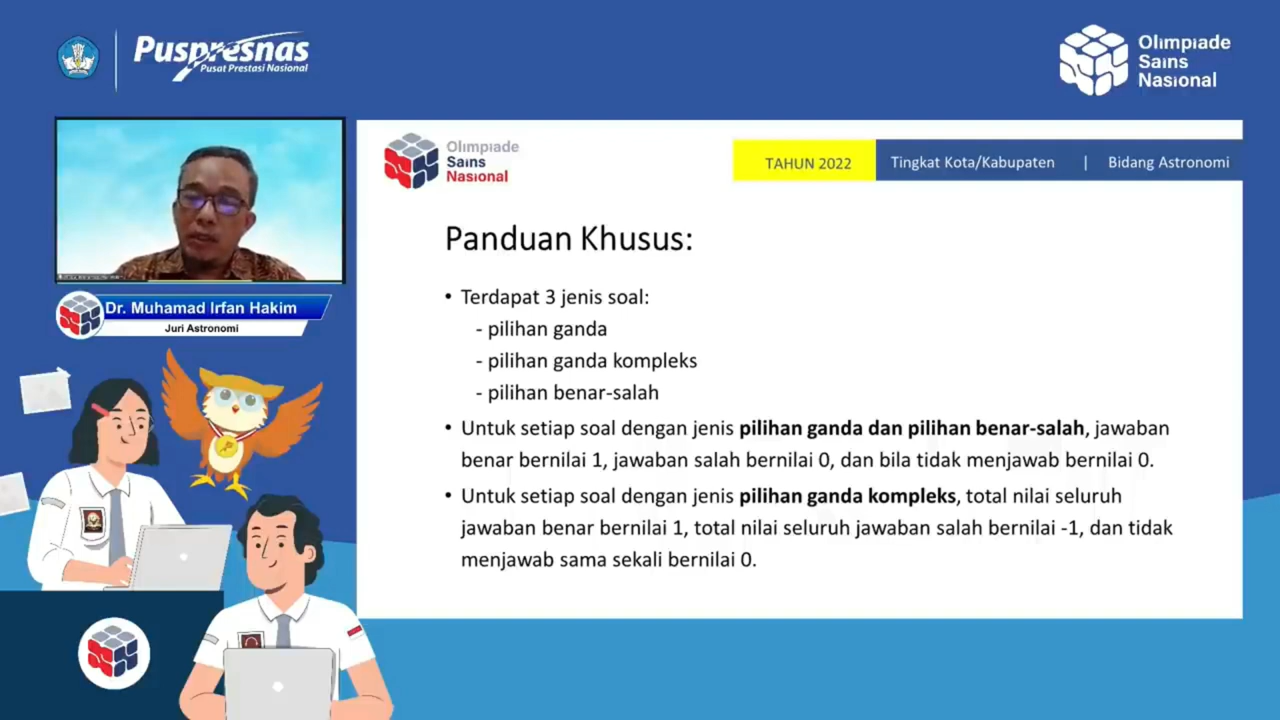 Puspresnas
Pusat Prestasi Nasional
Olimpiade
Sains
Nasional
Olimpiade
Sains
Nasional
TAHUN 2022
Tingkat Kota/Kabupaten | Bidang Astronomi
Dr. Muhamad Irfan Hakim
Juri Astronomi
Panduan Khusus:
• Terdapat 3 jenis soal:
- pilihan ganda
- pilihan ganda kompleks
- pilihan benar-salah
• Untuk setiap soal dengan jenis pilihan ganda dan pilihan benar-salah, jawaban
benar bernilai 1, jawaban salah bernilai 0, dan bila tidak menjawab bernilai 0.
• Untuk setiap soal dengan jenis pilihan ganda kompleks, total nilai seluruh
jawaban benar bernilai 1, total nilai seluruh jawaban salah bernilai -1, dan tidak
menjawab sama sekali bernilai 0.